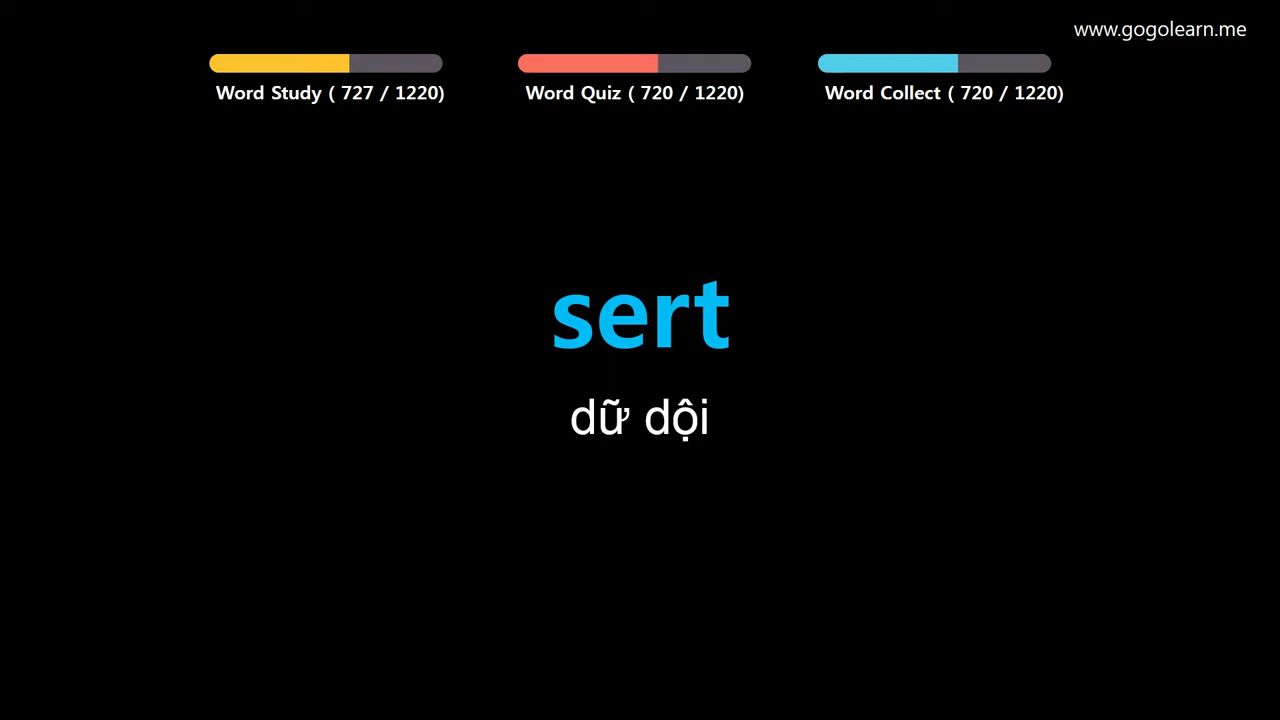 www.gogolearn.me
Word Study ( 727 / 1220)
Word Quiz ( 720 / 1220)
Word Collect ( 720 / 1220)
sert
dữ dội